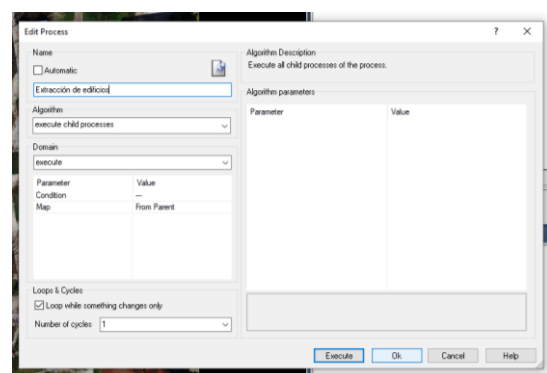 Edit Process
? ×
Name
Automatic
Extracción de edificios
Algorithm
execute child processes
Domain
execute
Parameter Value
Condition —
Map From Parent
Loops & Cycles
Loop while something changes only
Number of cycles 1
Algorithm Description
Execute all child processes of the process.
Algorithm parameters
Parameter Value
Execute Ok Cancel Help